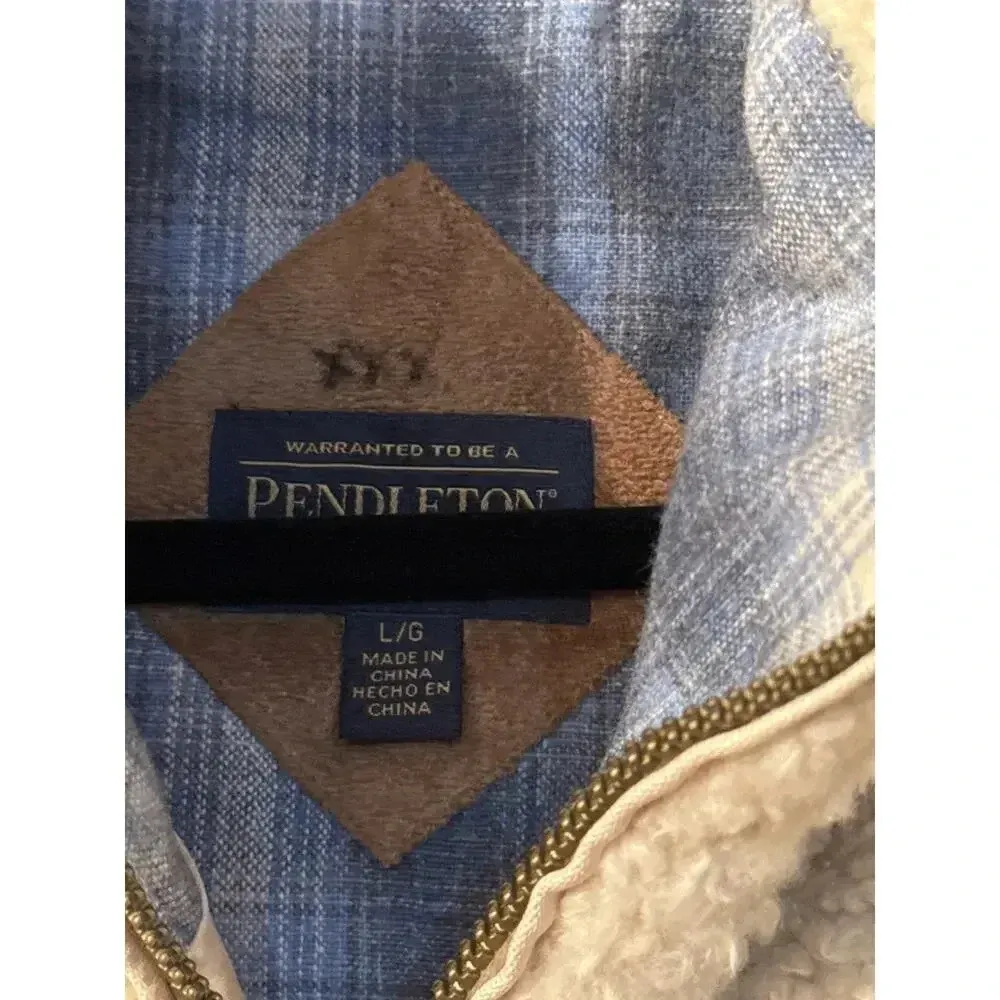 WARRANTED TO BE A
PENDLETON®
L/G
MADE IN
CHINA
HECHO EN
CHINA